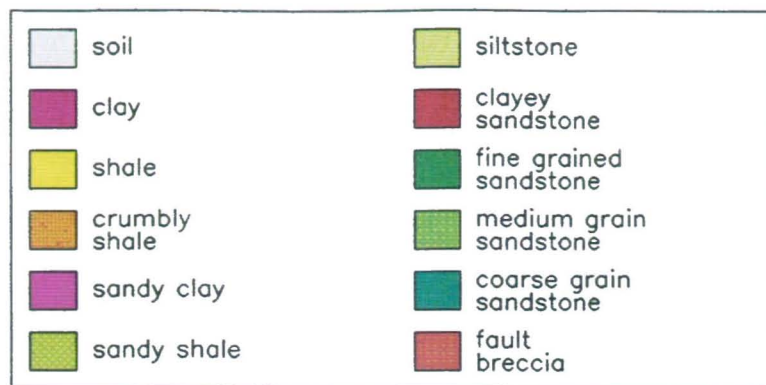 soil
clay
shale
crumbly
shale
sandy clay
sandy shale
siltstone
clayey
sandstone
fine grained
sandstone
medium grain
sandstone
coarse grain
sandstone
fault
breccia